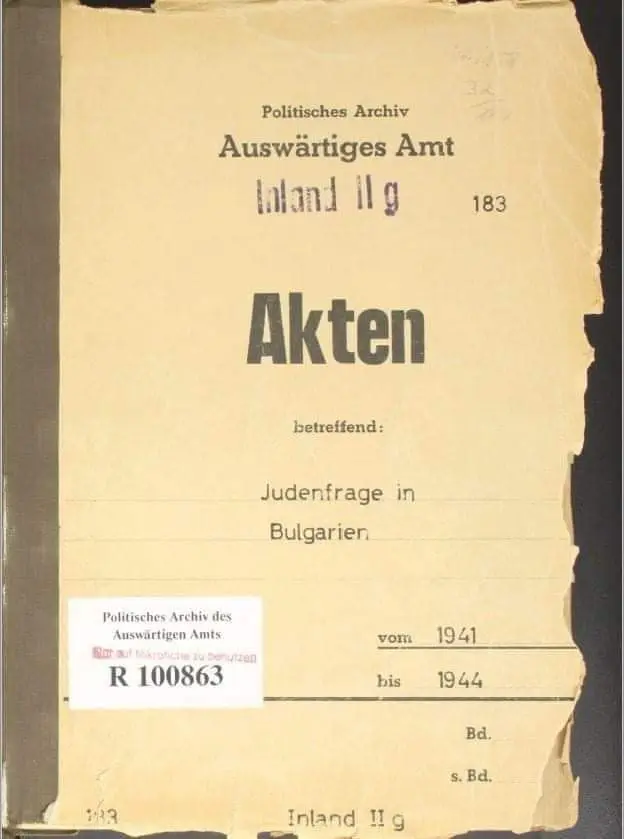 Politisches Archiv
Auswärtiges Amt
Inland II g
183
Akten
betreffend:
Judenfrage in
Bulgarien
Politisches Archiv des
Auswärtigen Amts
Nur auf Mikrofiche zu benutzen
R 100863
vom 1941
bis 1944
Bd.
s. Bd.
183 Inland II g